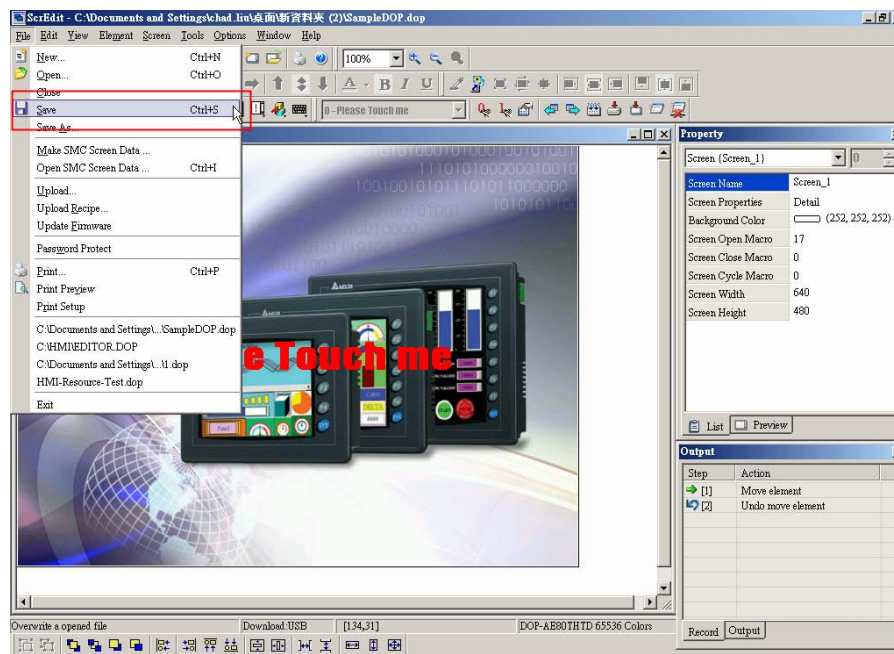 ScrEdit - C:\Documents and Settings\chad.liu\桌面\新資料夾 (2)\SampleDOP.dop
File Edit View Element Screen Tools Options Window Help
New... Ctrl+N
Open... Ctrl+O
Close
Save Ctrl+S
Save As...
Make SMC Screen Data ...
Open SMC Screen Data ... Ctrl+I
Upload...
Upload Recipe...
Update Firmware
Password Protect
Print... Ctrl+P
Print Preview
Print Setup
C:\Documents and Settings\...\SampleDOP.dop
C:\HMI\EDITOR.DOP
C:\Documents and Settings\...\1.dop
HMI-Resource-Test.dop
Exit
100%
A B I U
0 - Please Touch me
e Touch me
Property
Screen {Screen_1} 0
Screen Name Screen_1
Screen Properties Detail
Background Color (252, 252, 252)
Screen Open Macro 17
Screen Close Macro 0
Screen Cycle Macro 0
Screen Width 640
Screen Height 480
List Preview
Output
Step Action
[1] Move element
[2] Undo move element
Record Output
Overwrite a opened file Download:USB [134,31] DOP-AE80THTD 65536 Colors